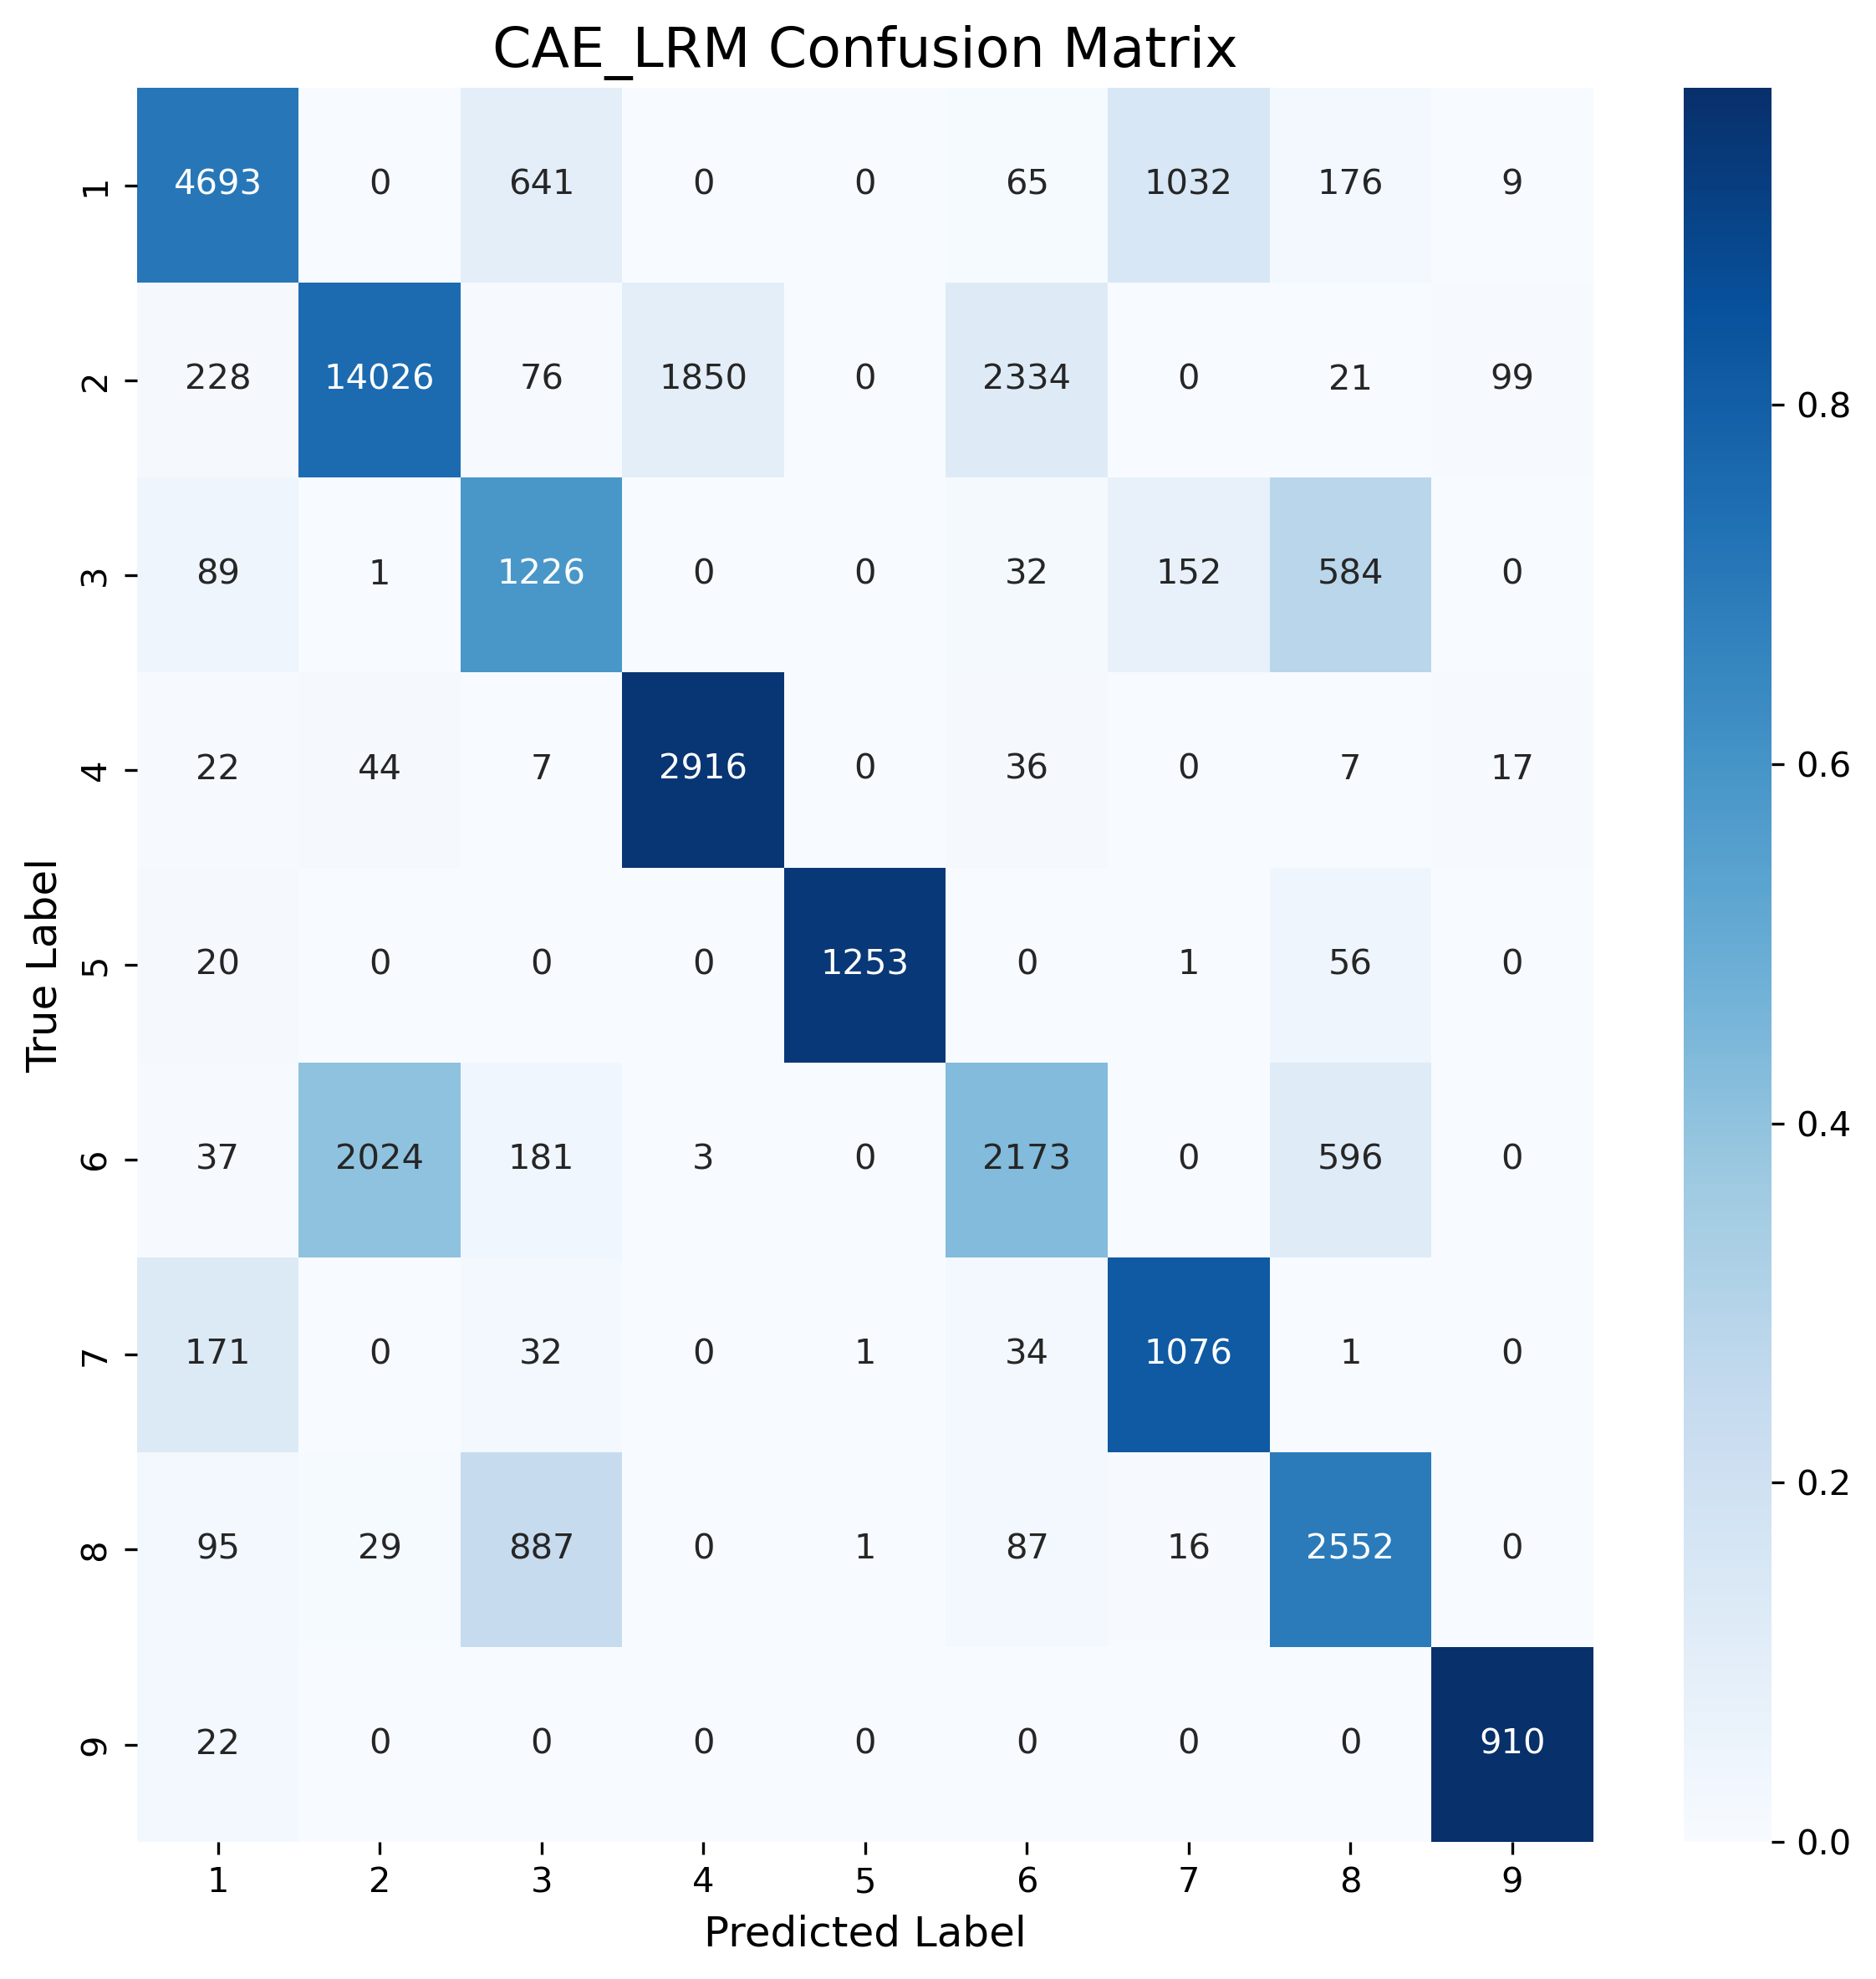 CAE_LRM Confusion Matrix
1 4693 0 641 0 0 65 1032 176 9
2 228 14026 76 1850 0 2334 0 21 99
3 89 1 1226 0 0 32 152 584 0
4 22 44 7 2916 0 36 0 7 17
5 20 0 0 0 1253 0 1 56 0
6 37 2024 181 3 0 2173 0 596 0
7 171 0 32 0 1 34 1076 1 0
8 95 29 887 0 1 87 16 2552 0
9 22 0 0 0 0 0 0 0 910
1 2 3 4 5 6 7 8 9
Predicted Label
True Label
0.8
0.6
0.4
0.2
0.0